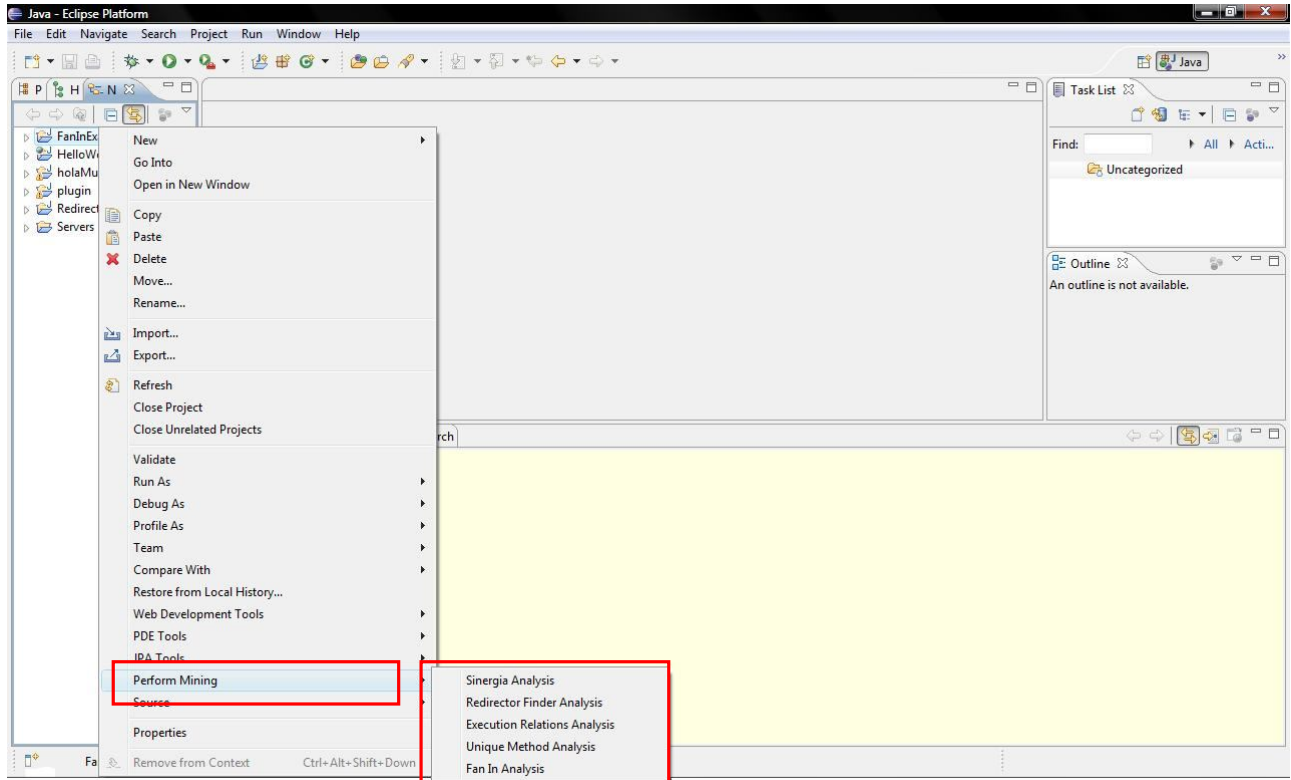 Java - Eclipse Platform
File Edit Navigate Search Project Run Window Help
Java
P H N
Task List
FanInEx
HelloW
holaMu
plugin
Redirect
Servers
Find: All Acti...
Uncategorized
Outline
An outline is not available.
rch
New
Go Into
Open in New Window
Copy
Paste
Delete
Move...
Rename...
Import...
Export...
Refresh
Close Project
Close Unrelated Projects
Validate
Run As
Debug As
Profile As
Team
Compare With
Restore from Local History...
Web Development Tools
PDE Tools
JPA Tools
Perform Mining
Source
Properties
Remove from Context Ctrl+Alt+Shift+Down
Sinergia Analysis
Redirector Finder Analysis
Execution Relations Analysis
Unique Method Analysis
Fan In Analysis
Fa